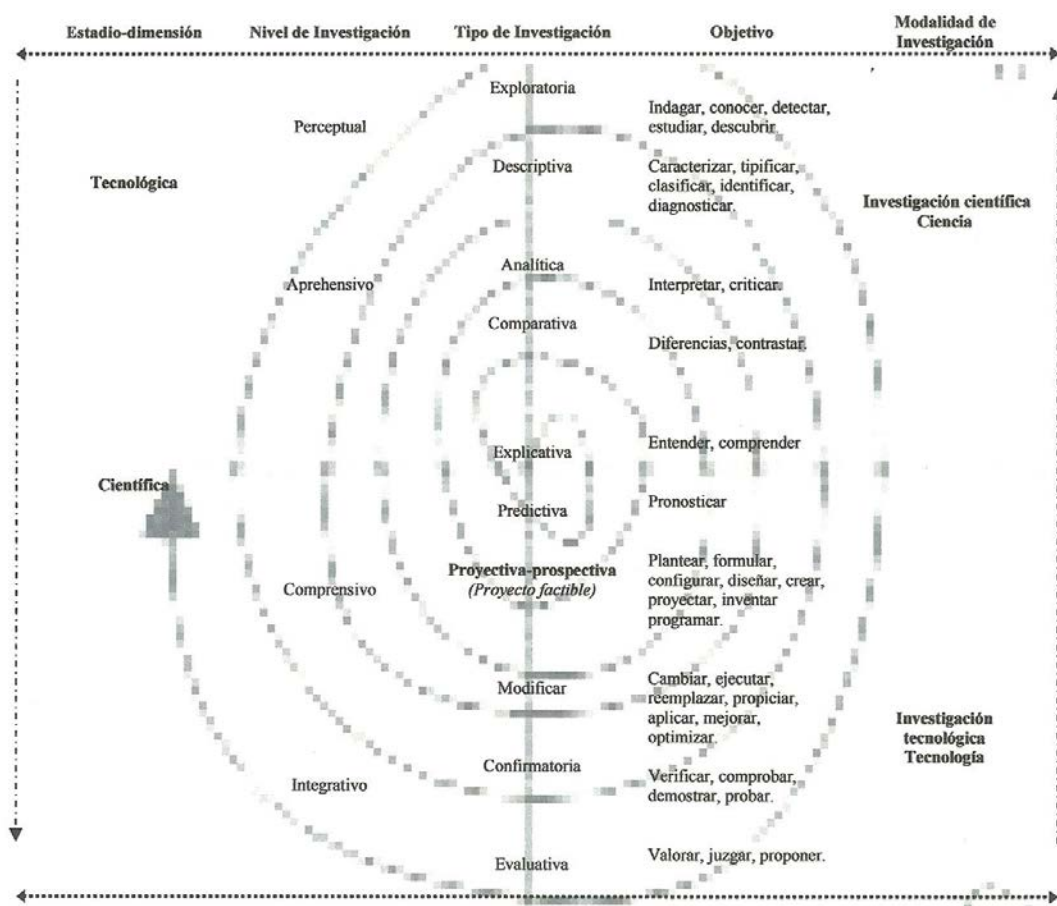 Estadio-dimensión
Nivel de Investigación
Tipo de Investigación
Objetivo
Modalidad de
Investigación
Exploratoria
Perceptual
Indagar, conocer, detectar,
estudiar, descubrir.
Tecnológica
Descriptiva
Caracterizar, tipificar,
clasificar, identificar,
diagnosticar.
Investigación científica
Ciencia
Analítica
Aprehensivo
Interpretar, criticar.
Comparativa
Diferencias, contrastar.
Explicativa
Entender, comprender
Científica
Predictiva
Pronosticar
Proyectiva-prospectiva
(Proyecto factible)
Comprensivo
Plantear, formular,
configurar, diseñar, crear,
proyectar, inventar
programar.
Modificar
Cambiar, ejecutar,
reemplazar, propiciar,
aplicar, mejorar,
optimizar.
Investigación
tecnológica
Tecnología
Confirmatoria
Integrativo
Verificar, comprobar,
demostrar, probar.
Evaluativa
Valorar, juzgar, proponer.